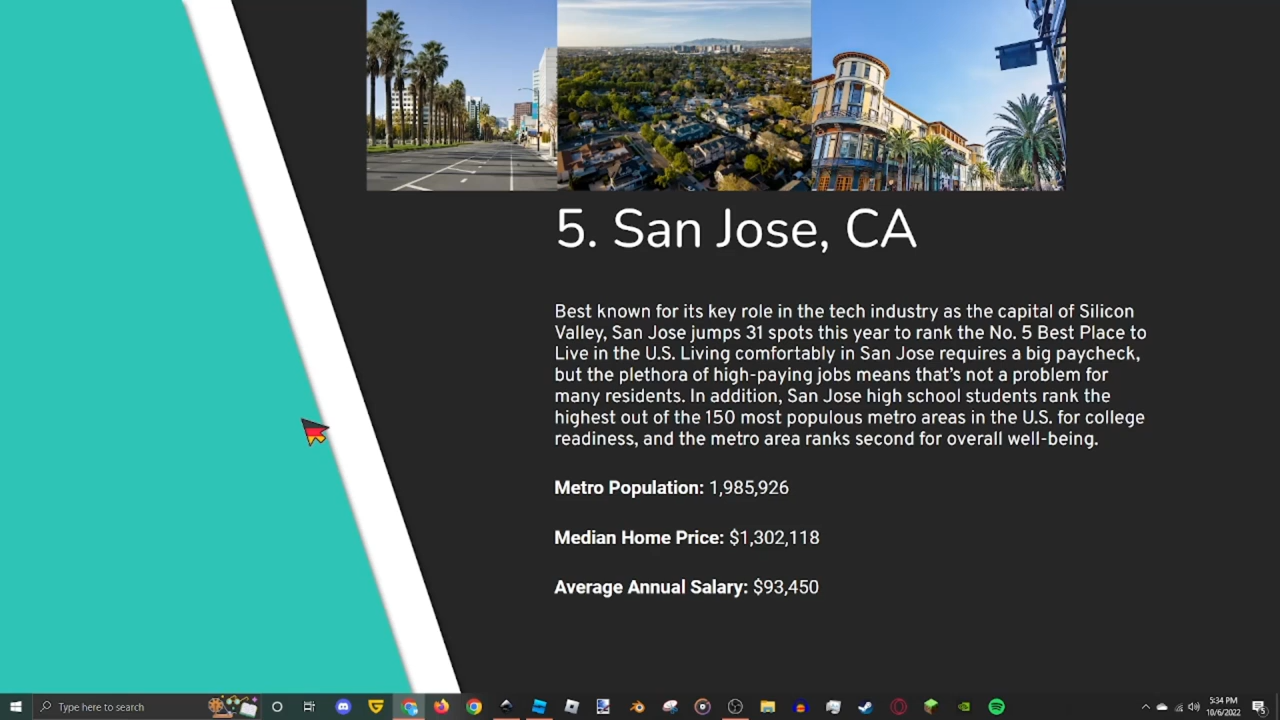 5. San Jose, CA
Best known for its key role in the tech industry as the capital of Silicon
Valley, San Jose jumps 31 spots this year to rank the No. 5 Best Place to
Live in the U.S. Living comfortably in San Jose requires a big paycheck,
but the plethora of high-paying jobs means that’s not a problem for
many residents. In addition, San Jose high school students rank the
highest out of the 150 most populous metro areas in the U.S. for college
readiness, and the metro area ranks second for overall well-being.
Metro Population: 1,985,926
Median Home Price: $1,302,118
Average Annual Salary: $93,450
Type here to search
5:34 PM
10/6/2022